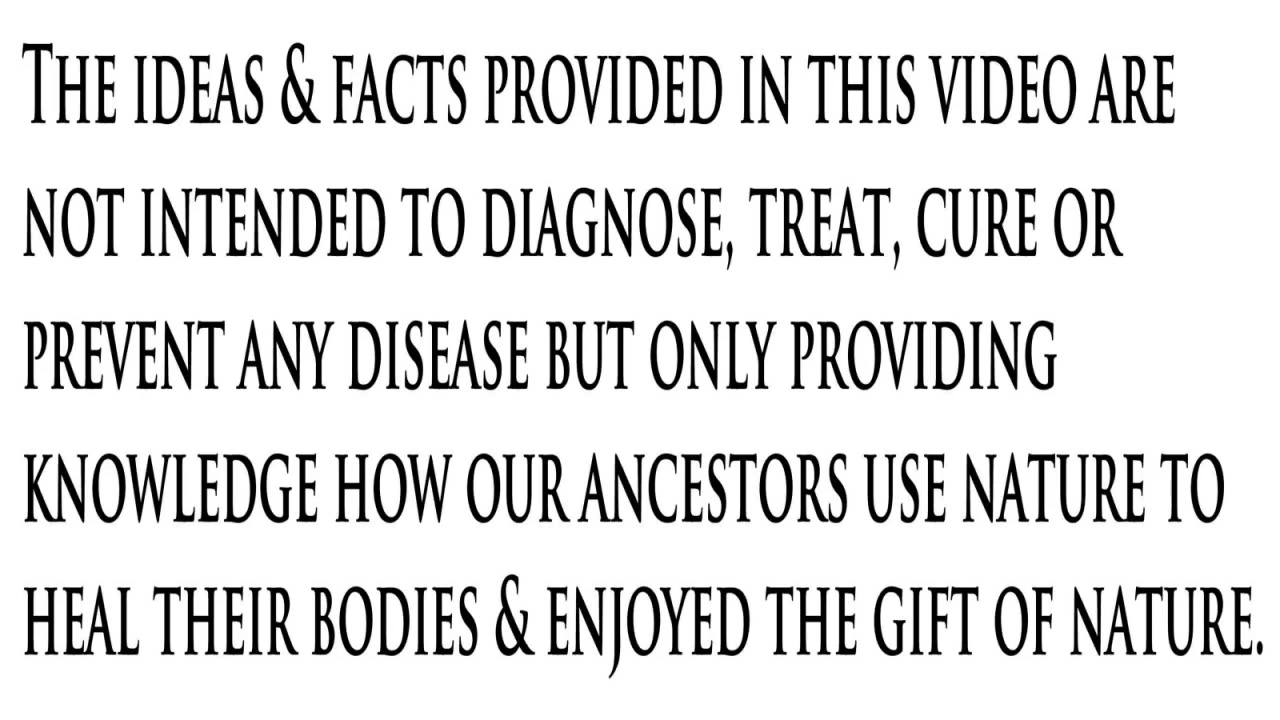 The ideas & facts provided in this video are
not intended to diagnose, treat, cure or
prevent any disease but only providing
knowledge how our ancestors use nature to
heal their bodies & enjoyed the gift of nature.